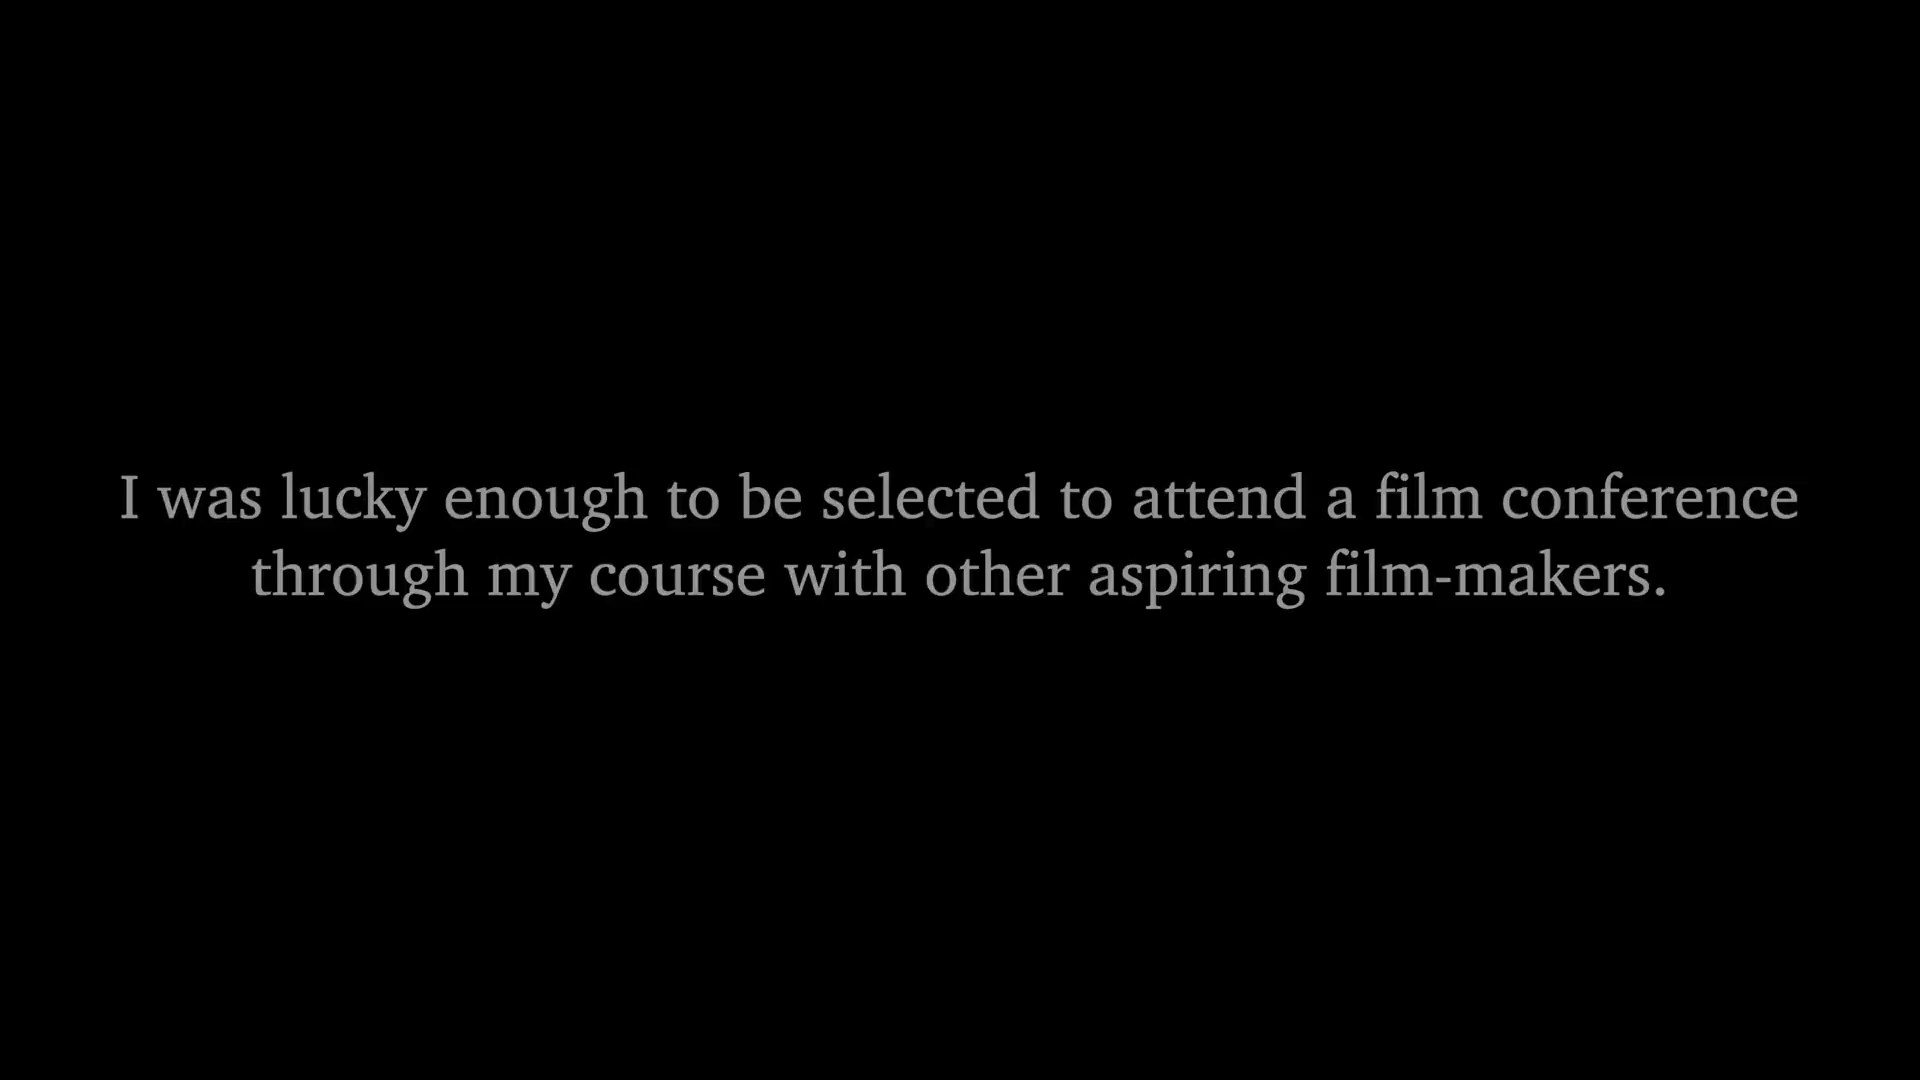 I was lucky enough to be selected to attend a film conference
through my course with other aspiring film-makers.